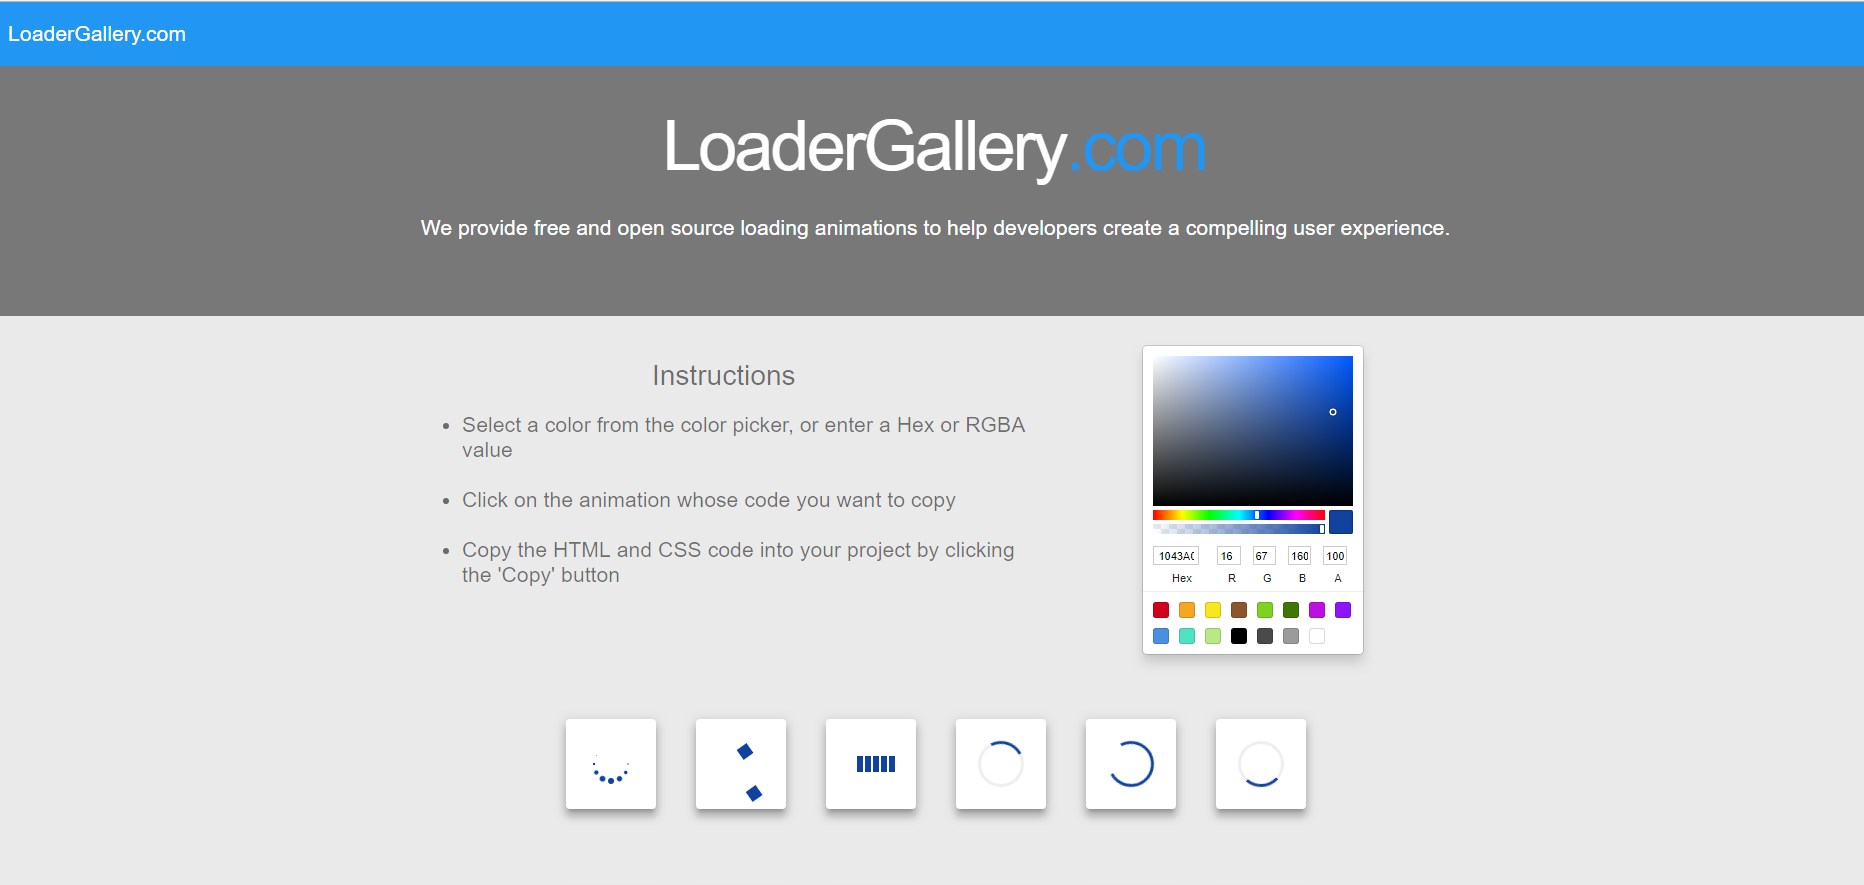 LoaderGallery.com
LoaderGallery.com
We provide free and open source loading animations to help developers create a compelling user experience.
Instructions
Select a color from the color picker, or enter a Hex or RGBA
value
Click on the animation whose code you want to copy
Copy the HTML and CSS code into your project by clicking
the 'Copy' button
1043A0 16 67 160 100
Hex R G B A